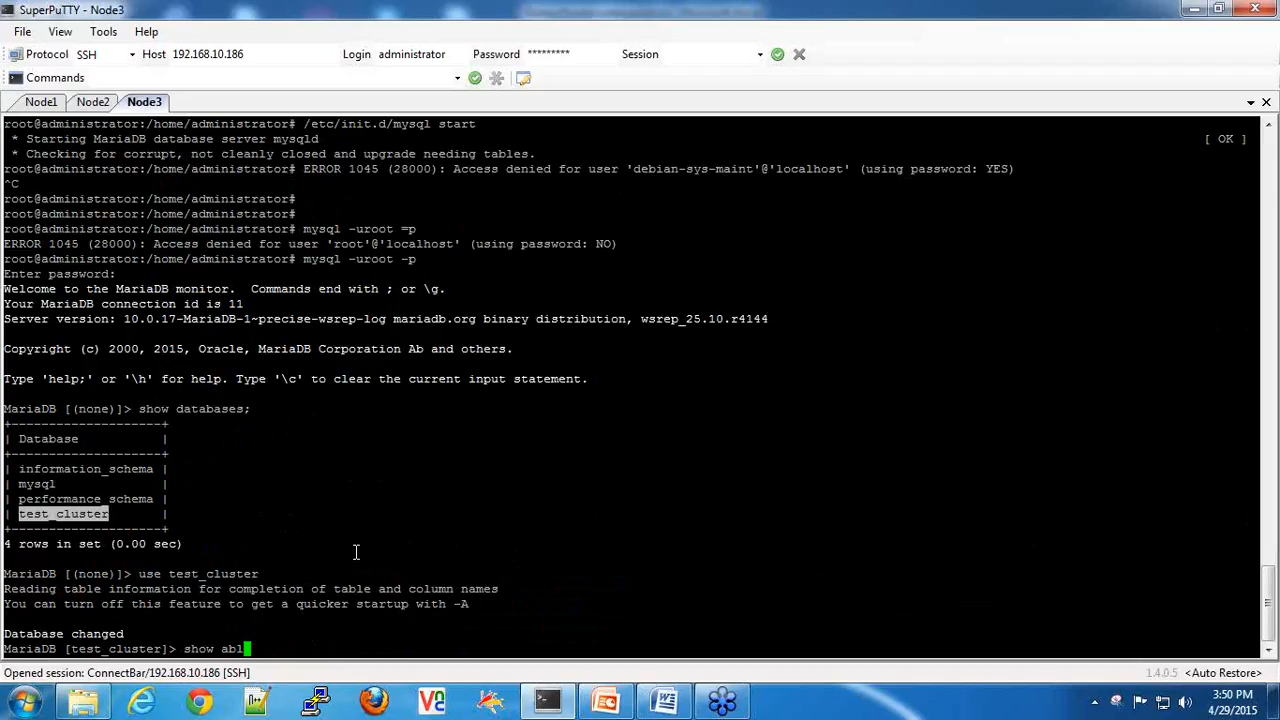 SuperPuTTY - Node3
File View Tools Help
Protocol SSH Host 192.168.10.186 Login administrator Password ********* Session
Commands
Node1 Node2 Node3
root@administrator:/home/administrator# /etc/init.d/mysql start
* Starting MariaDB database server mysqld [ OK ]
* Checking for corrupt, not cleanly closed and upgrade needing tables.
root@administrator:/home/administrator# ERROR 1045 (28000): Access denied for user 'debian-sys-maint'@'localhost' (using password: YES)
^C
root@administrator:/home/administrator#
root@administrator:/home/administrator#
root@administrator:/home/administrator# mysql -uroot =p
ERROR 1045 (28000): Access denied for user 'root'@'localhost' (using password: NO)
root@administrator:/home/administrator# mysql -uroot -p
Enter password:
Welcome to the MariaDB monitor.  Commands end with ; or \g.
Your MariaDB connection id is 11
Server version: 10.0.17-MariaDB-1~precise-wsrep-log mariadb.org binary distribution, wsrep_25.10.r4144
Copyright (c) 2000, 2015, Oracle, MariaDB Corporation Ab and others.
Type 'help;' or '\h' for help. Type '\c' to clear the current input statement.
MariaDB [(none)]> show databases;
+--------------------+
| Database           |
+--------------------+
| information_schema |
| mysql              |
| performance_schema |
| test_cluster       |
+--------------------+
4 rows in set (0.00 sec)
MariaDB [(none)]> use test_cluster
Reading table information for completion of table and column names
You can turn off this feature to get a quicker startup with -A
Database changed
MariaDB [test_cluster]> show abl
Opened session: ConnectBar/192.168.10.186 [SSH] 1.4.0.5 <Auto Restore>
3:50 PM
4/29/2015